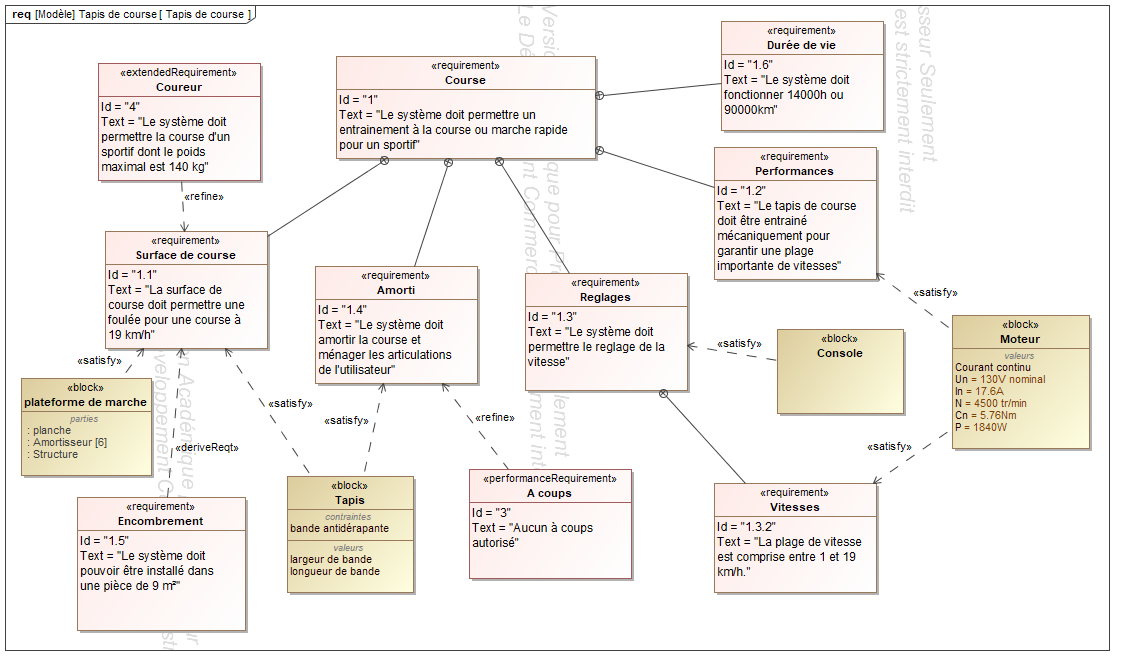 req [Modèle] Tapis de course [ Tapis de course ]
«extendedRequirement»
Coureur
Id = "4"
Text = "Le système doit
permettre la course d'un
sportif dont le poids
maximal est 140 kg"
«requirement»
Course
Id = "1"
Text = "Le système doit permettre un
entrainement à la course ou marche rapide
pour un sportif"
«requirement»
Durée de vie
Id = "1.6"
Text = "Le système doit
fonctionner 14000h ou
90000km"
«requirement»
Performances
Id = "1.2"
Text = "Le tapis de course
doit être entrainé
mécaniquement pour
garantir une plage
importante de vitesses"
«refine»
«requirement»
Surface de course
Id = "1.1"
Text = "La surface de
course doit permettre une
foulée pour une course à
19 km/h"
«requirement»
Amorti
Id = "1.4"
Text = "Le système doit
amortir la course et
ménager les articulations
de l'utilisateur"
«requirement»
Reglages
Id = "1.3"
Text = "Le système doit
permettre le reglage de la
vitesse"
«satisfy»
«satisfy»
«block»
Console
«block»
Moteur
valeurs
Courant continu
Un = 130V nominal
In = 17.6A
N = 4500 tr/min
Cn = 5.76Nm
P = 1840W
«satisfy»
«block»
plateforme de marche
parties
: planche
: Amortisseur [6]
: Structure
«deriveReqt»
«satisfy»
«satisfy»
«refine»
«satisfy»
«requirement»
Encombrement
Id = "1.5"
Text = "Le système doit
pouvoir être installé dans
une pièce de 9 m²"
«block»
Tapis
contraintes
bande antidérapante
valeurs
largeur de bande
longueur de bande
«performanceRequirement»
A coups
Id = "3"
Text = "Aucun à coups
autorisé"
«requirement»
Vitesses
Id = "1.3.2"
Text = "La plage de vitesse
est comprise entre 1 et 19
km/h."
sseur Seulement
est strictement interdit